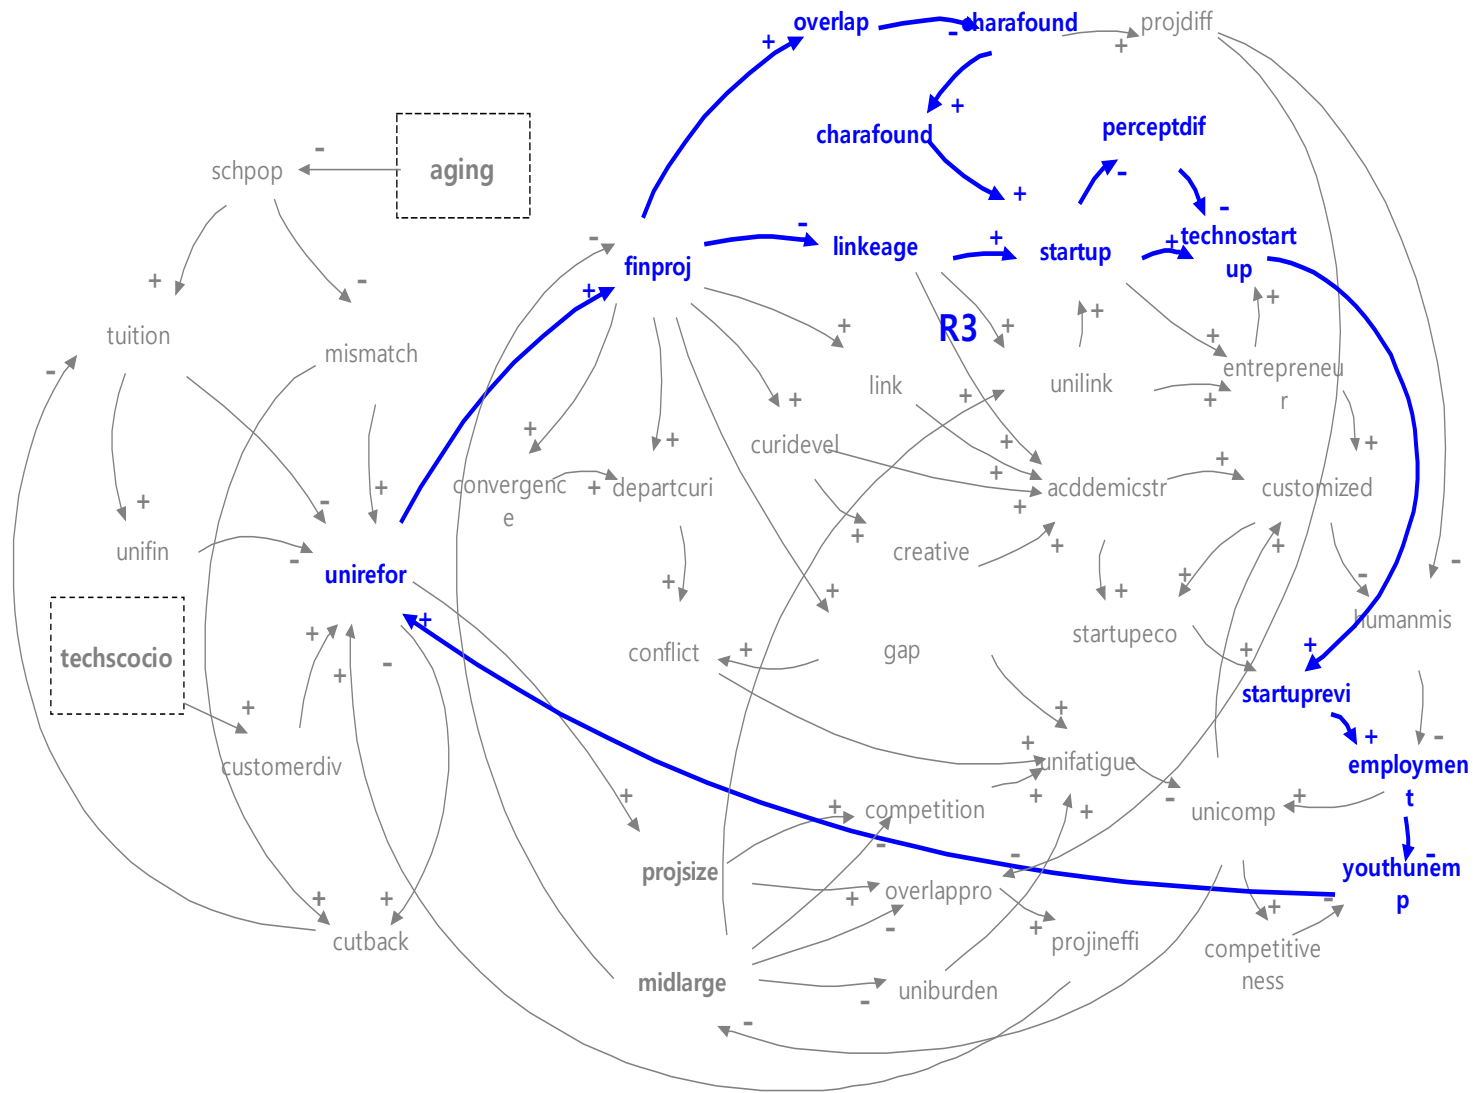 overlap
charafound
projdiff
+
-
+
+
charafound
perceptdif
-
schpop
aging
-
+
-
linkeage
startup
+
+
technostart
up
-
finproj
+
-
+
-
tuition
mismatch
+
R3
+
+
+
+
link
unilink
entrepreneu
r
-
+
+
+
curidevel
+
+
+
+
+
convergenc
e
+
departcuri
+
+
acddemicstr
+
customized
+
-
+
unifin
-
unirefor
creative
+
+
+
+
+
+
+
-
-
humanmis
techscocio
+
+
+
-
conflict
+
gap
startupeco
+
+
startuprevi
+
customerdiv
+
+
unifatigue
+
-
employmen
t
+
+
competition
+
+
-
unicomp
+
projsize
-
-
-
youthunem
p
+
+
+
overlappro
-
+
+
-
cutback
projineffi
competitive
ness
midlarge
-
uniburden
-